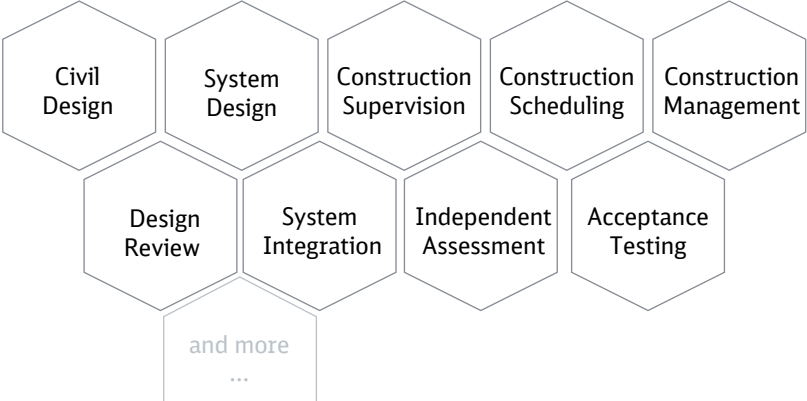 Civil
Design
System
Design
Construction
Supervision
Construction
Scheduling
Construction
Management
Design
Review
System
Integration
Independent
Assessment
Acceptance
Testing
and more
...